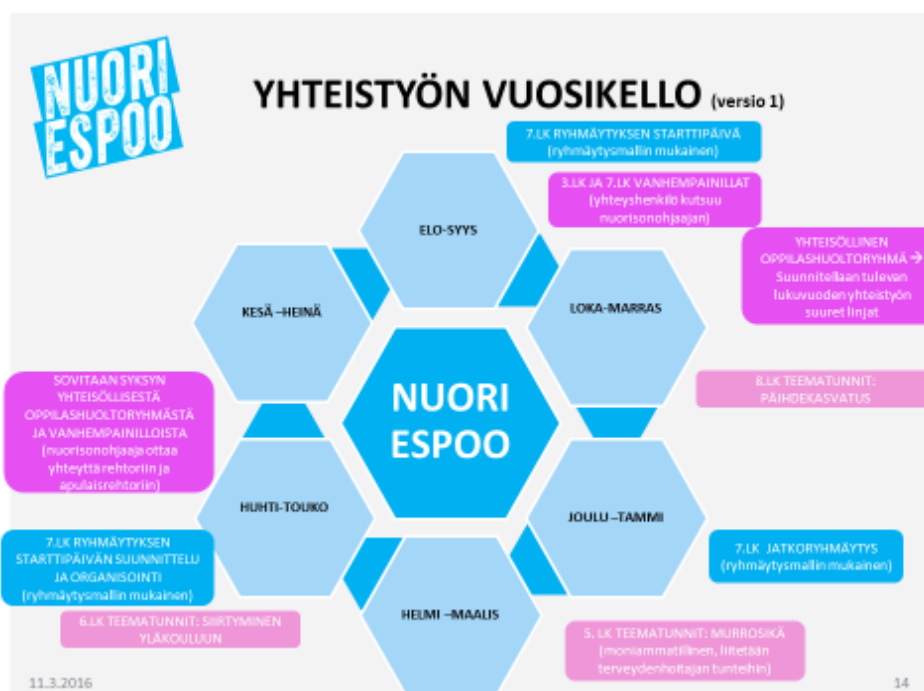 NUORI
ESPOO
YHTEISTYÖN VUOSIKELLO (versio 1)
7.LK RYHMÄYTYKSEN STARTTIPÄIVÄ
(ryhmäytysmallin mukainen)
3.LK JA 7.LK VANHEMPAINILLAT
(yhteyshenkilö kutsuu
nuorisonohjaajan)
ELO-SYYS
YHTEISÖLLINEN
OPPILASHUOLTORYHMÄ →
Suunnitellaan tulevan
lukuvuoden yhteistyön
suuret linjat
KESÄ –HEINÄ
LOKA-MARRAS
8.LK TEEMATUNNIT:
PÄIHDEKASVATUS
NUORI
ESPOO
SOVITAAN SYKSYN
YHTEISÖLLISESTÄ
OPPILASHUOLTORYHMÄSTÄ
JA VANHEMPAINILLOISTA
(nuorisonohjaaja ottaa
yhteyttä rehtoriin ja
apulaisrehtoriin)
HUHTI-TOUKO
JOULU –TAMMI
7.LK RYHMÄYTYKSEN
STARTTIPÄIVÄN SUUNNITTELU
JA ORGANISOINTI
(ryhmäytysmallin mukainen)
7.LK JATKORYHMÄYTYS
(ryhmäytysmallin mukainen)
6.LK TEEMATUNNIT: SIIRTYMINEN
YLÄKOULUUN
HELMI –MAALIS
5. LK TEEMATUNNIT: MURROSIKÄ
(moniammatillinen, liitetään
terveydenhoitajan tunteihin)
11.3.2016
14